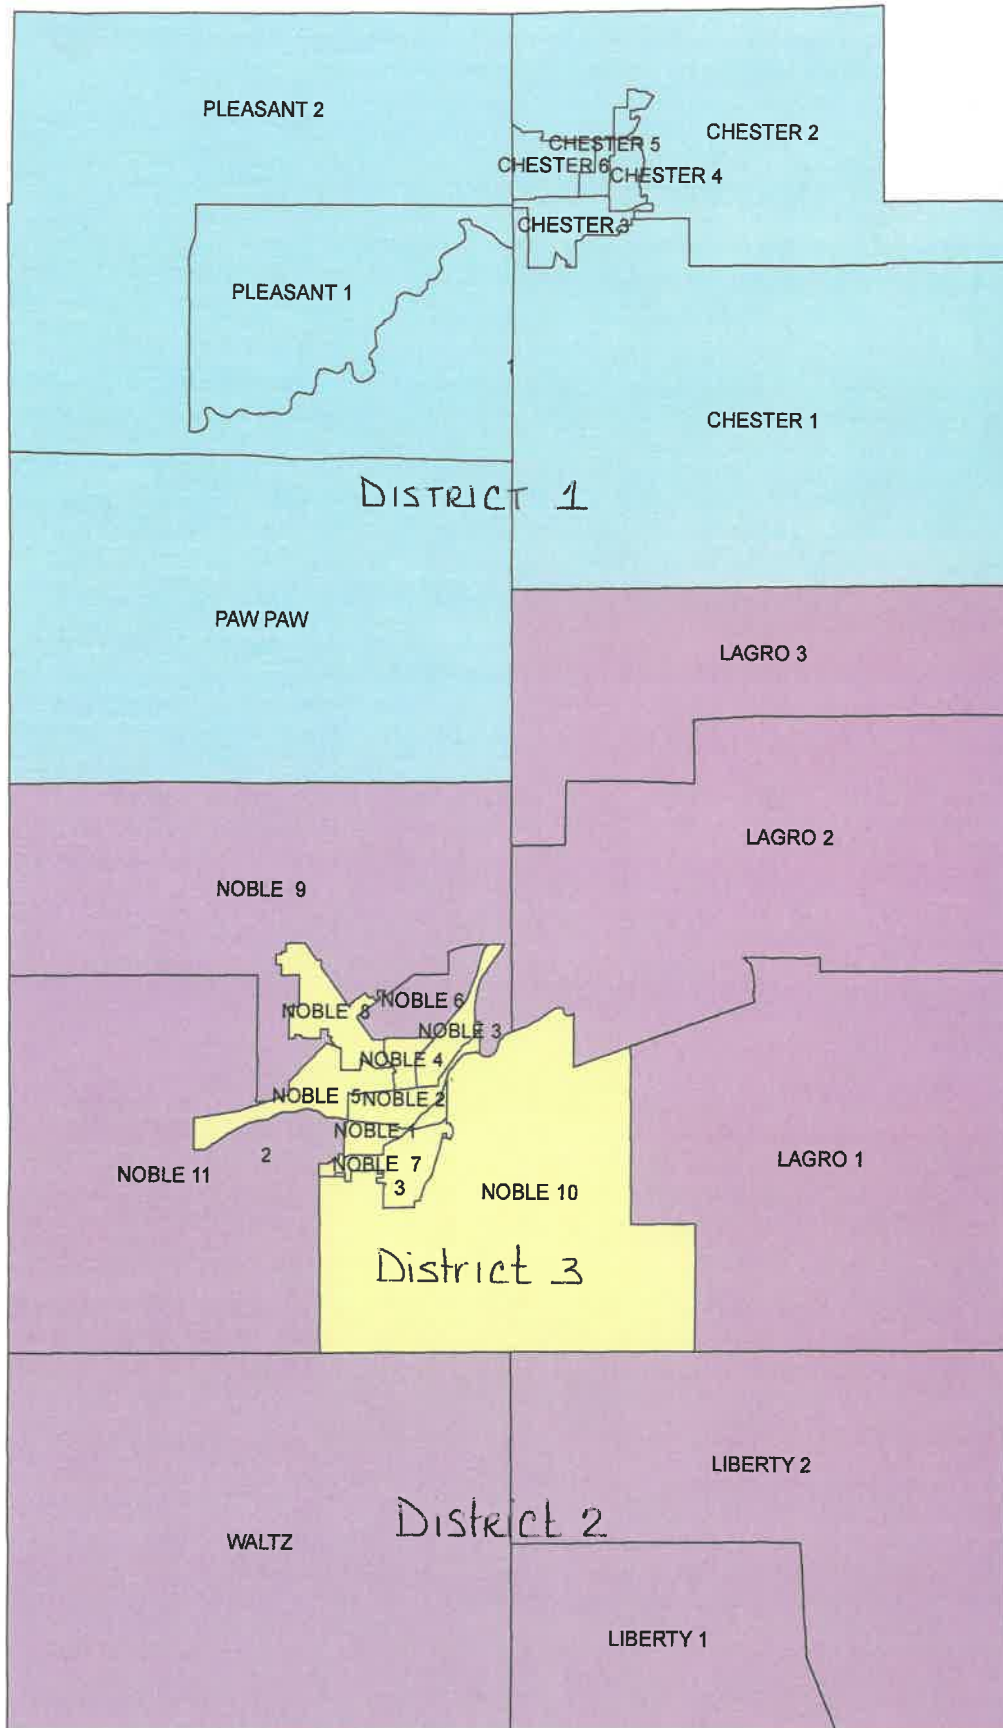 PLEASANT 2
CHESTER 2
CHESTER 5
CHESTER 6
CHESTER 4
CHESTER 3
PLEASANT 1
1
CHESTER 1
DISTRICT 1
PAW PAW
LAGRO 3
LAGRO 2
NOBLE 9
NOBLE 6
NOBLE 8
NOBLE 3
NOBLE 4
NOBLE 5
NOBLE 2
NOBLE 1
2
NOBLE 7
LAGRO 1
NOBLE 11
3
NOBLE 10
District 3
LIBERTY 2
District 2
WALTZ
LIBERTY 1